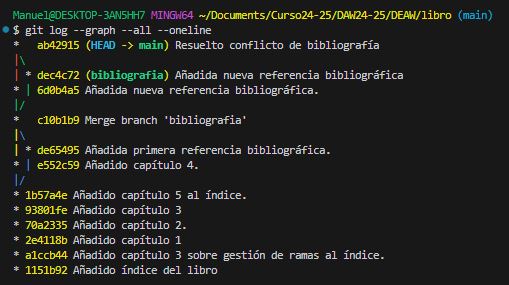 Manuel@DESKTOP-3AN5HH7 MINGW64 ~/Documents/Curso24-25/DAW24-25/DEAW/libro (main)
$ git log --graph --all --oneline
*   ab42915 (HEAD -> main) Resuelto conflicto de bibliografía
|\
| * dec4c72 (bibliografia) Añadida nueva referencia bibliográfica
* | 6d0b4a5 Añadida nueva referencia bibliográfica.
|/
*   c10b1b9 Merge branch 'bibliografia'
|\
| * de65495 Añadida primera referencia bibliográfica.
* | e552c59 Añadido capítulo 4.
|/
* 1b57a4e Añadido capítulo 5 al índice.
* 93801fe Añadido capítulo 3
* 70a2335 Añadido capítulo 2.
* 2e4118b Añadido capítulo 1
* a1ccb44 Añadido capítulo 3 sobre gestión de ramas al índice.
* 1151b92 Añadido índice del libro